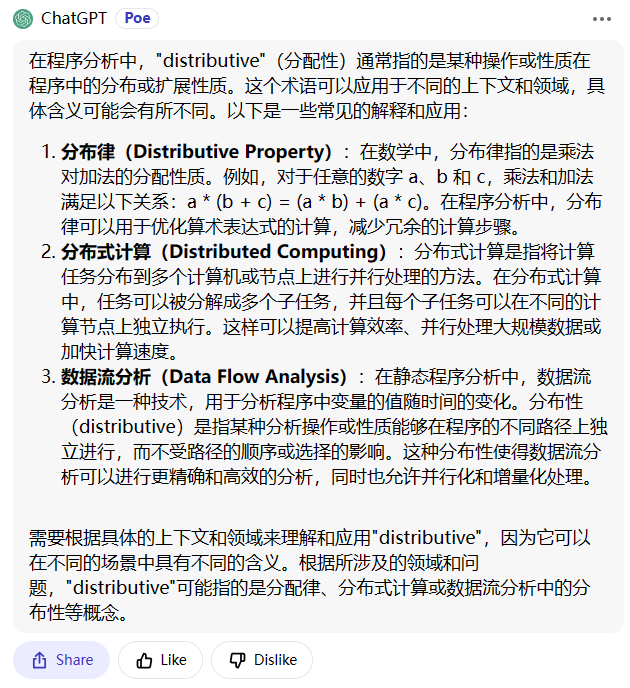 ChatGPT Poe
在程序分析中，"distributive"（分配性）通常指的是某种操作或性质在
程序中的分布或扩展性质。这个术语可以应用于不同的上下文和领域，具
体含义可能会有所不同。以下是一些常见的解释和应用：
1. 分布律（Distributive Property）：在数学中，分布律指的是乘法
对加法的分配性质。例如，对于任意的数字 a、b 和 c，乘法和加法
满足以下关系：a * (b + c) = (a * b) + (a * c)。在程序分析中，分布
律可以用于优化算术表达式的计算，减少冗余的计算步骤。
2. 分布式计算（Distributed Computing）：分布式计算是指将计算
任务分布到多个计算机或节点上进行并行处理的方法。在分布式计算
中，任务可以被分解成多个子任务，并且每个子任务可以在不同的计
算节点上独立执行。这样可以提高计算效率、并行处理大规模数据或
加快计算速度。
3. 数据流分析（Data Flow Analysis）：在静态程序分析中，数据流
分析是一种技术，用于分析程序中变量的值随时间的变化。分布性
（distributive）是指某种分析操作或性质能够在程序的不同路径上独
立进行，而不受路径的顺序或选择的影响。这种分布性使得数据流分
析可以进行更精确和高效的分析，同时也允许并行化和增量化处理。
需要根据具体的上下文和领域来理解和应用"distributive"，因为它可以
在不同的场景中具有不同的含义。根据所涉及的领域和问
题，"distributive"可能指的是分配律、分布式计算或数据流分析中的分
布性等概念。
Share Like Dislike